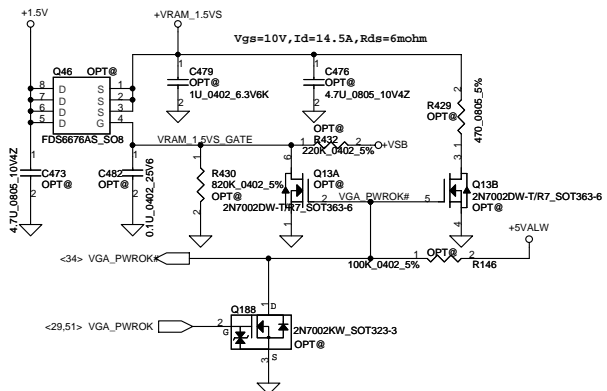 +1.5V
+VRAM_1.5VS
Vgs=10V,Id=14.5A,Rds=6mohm
Q46 OPT@
8 D S 1
7 D S 2
6 D S 3
5 D G 4
FDS6676AS_SO8
1
C479
OPT@
1U_0402_6.3V6K
2
1
C476
OPT@
4.7U_0805_10V4Z
2
1
R429
OPT@
470_0805_5%
2
VRAM_1.5VS_GATE
OPT@
1 2
R432
220K_0402_5%
+VSB
1
C473
OPT@
4.7U_0805_10V4Z
2
1
C482
OPT@
0.1U_0402_25V6
2
1
R430
820K_0402_5%
OPT@
2
6
Q13A
2
2N7002DW-T/R7_SOT363-6
OPT@
1
VGA_PWROK#
3
5
Q13B
2N7002DW-T/R7_SOT363-6
OPT@
4
+5VALW
<34> VGA_PWROK#
1 OPT@ 2
100K_0402_5% R146
<29,51> VGA_PWROK
Q188
1 D
2 G
2N7002KW_SOT323-3
OPT@
3 S